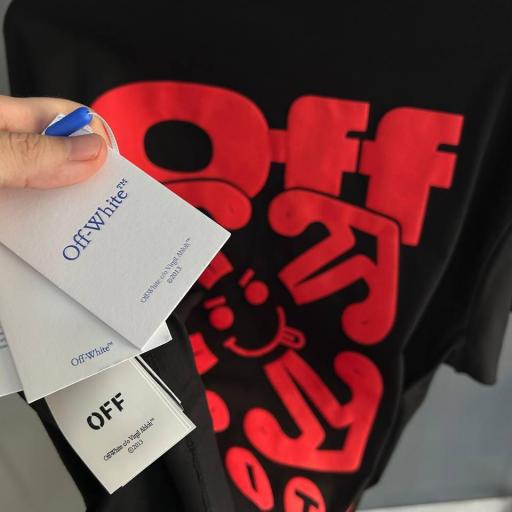 Off
Off-White™
Off-White c/o Virgil Abloh™
©2013
Off-White™
OFF
Off-White c/o Virgil Abloh™
©2013